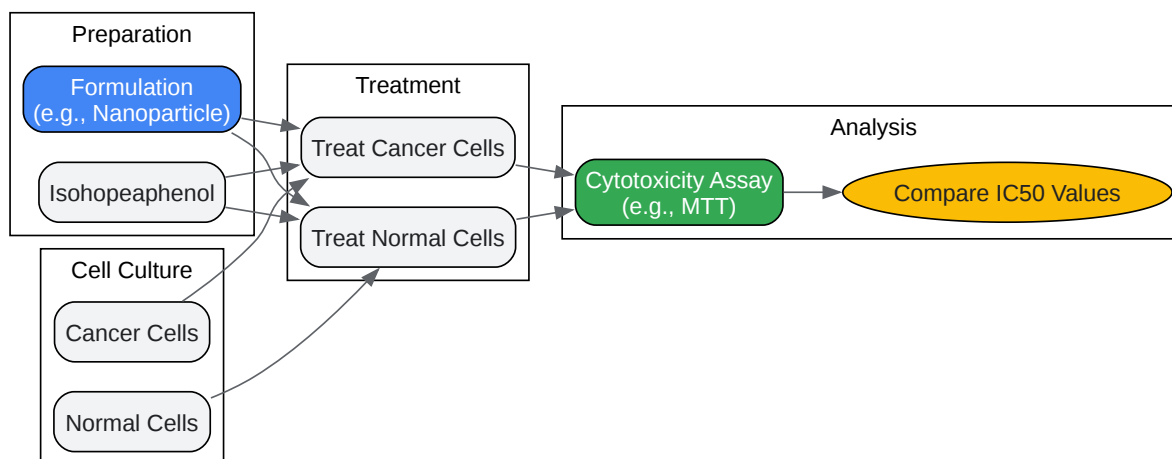 Preparation
Formulation
(e.g., Nanoparticle)
Isohopeaphenol
Cell Culture
Cancer Cells
Normal Cells
Treatment
Treat Cancer Cells
Treat Normal Cells
Analysis
Cytotoxicity Assay
(e.g., MTT)
Compare IC50 Values